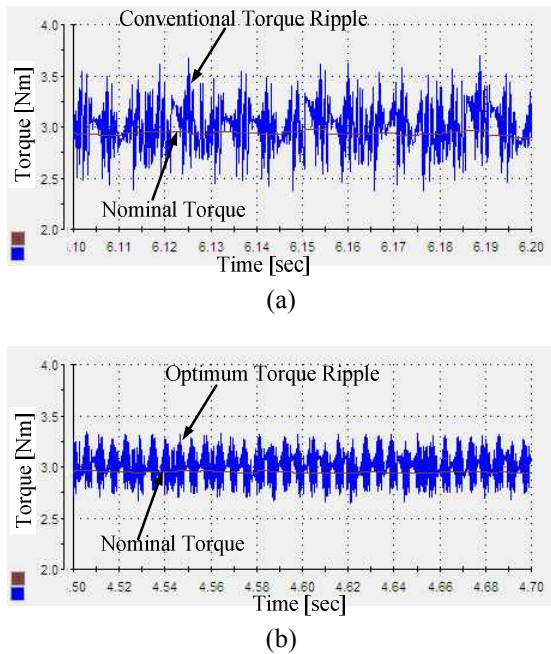 Conventional Torque Ripple
4.0
3.5
3.0
2.5
2.0
Torque [Nm]
Nominal Torque
.10 6.11 6.12 6.13 6.14 6.15 6.16 6.17 6.18 6.19 6.20
Time [sec]
(a)
Optimum Torque Ripple
4.0
3.5
3.0
2.5
2.0
Torque [Nm]
Nominal Torque
.50 4.52 4.54 4.56 4.58 4.60 4.62 4.64 4.66 4.68 4.70
Time [sec]
(b)